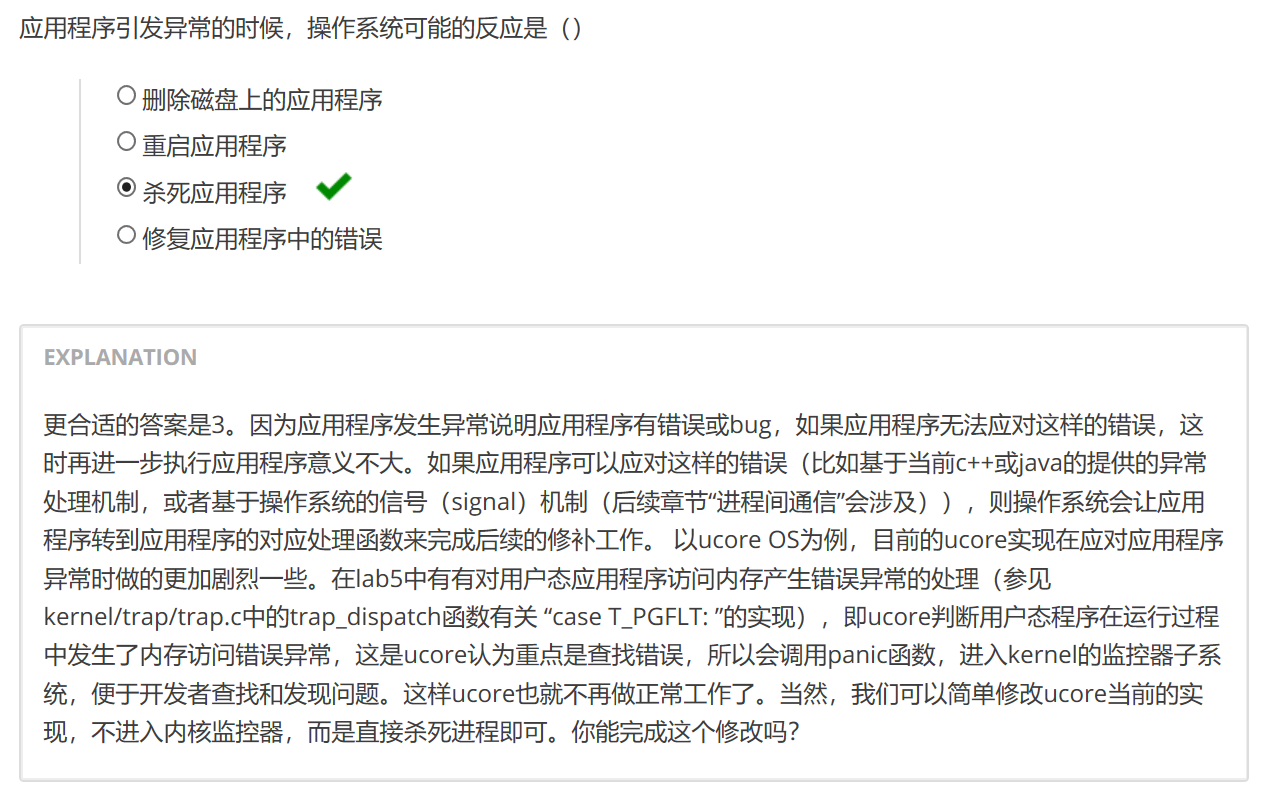 应用程序引发异常的时候，操作系统可能的反应是（）
删除磁盘上的应用程序
重启应用程序
杀死应用程序
修复应用程序中的错误
EXPLANATION
更合适的答案是3。因为应用程序发生异常说明应用程序有错误或bug，如果应用程序无法应对这样的错误，这
时再进一步执行应用程序意义不大。如果应用程序可以应对这样的错误（比如基于当前c++或java的提供的异常
处理机制，或者基于操作系统的信号（signal）机制（后续章节“进程间通信”会涉及）），则操作系统会让应用
程序转到应用程序的对应处理函数来完成后续的修补工作。 以ucore OS为例，目前的ucore实现在应对应用程序
异常时做的更加剧烈一些。在lab5中有有对用户态应用程序访问内存产生错误异常的处理（参见
kernel/trap/trap.c中的trap_dispatch函数有关 “case T_PGFLT: ”的实现），即ucore判断用户态程序在运行过程
中发生了内存访问错误异常，这是ucore认为重点是查找错误，所以会调用panic函数，进入kernel的监控器子系
统，便于开发者查找和发现问题。这样ucore也就不再做正常工作了。当然，我们可以简单修改ucore当前的实
现，不进入内核监控器，而是直接杀死进程即可。你能完成这个修改吗？